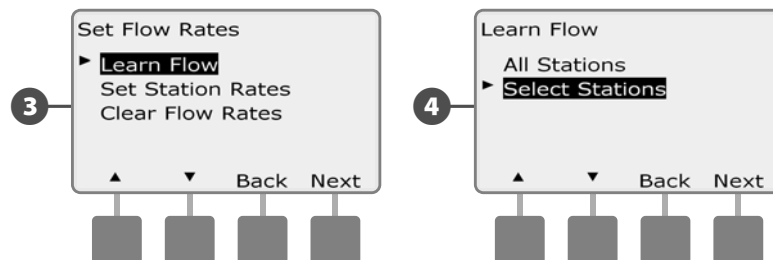 3
Set Flow Rates
► Learn Flow
Set Station Rates
Clear Flow Rates
▲ ▼ Back Next
4
Learn Flow
All Stations
► Select Stations
▲ ▼ Back Next